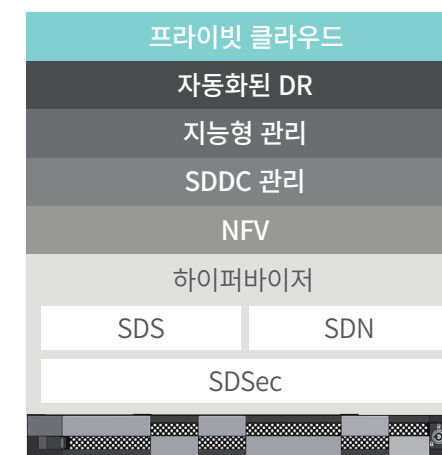 프라이빗 클라우드
자동화된 DR
지능형 관리
SDDC 관리
NFV
하이퍼바이저
SDS SDN
SDSec